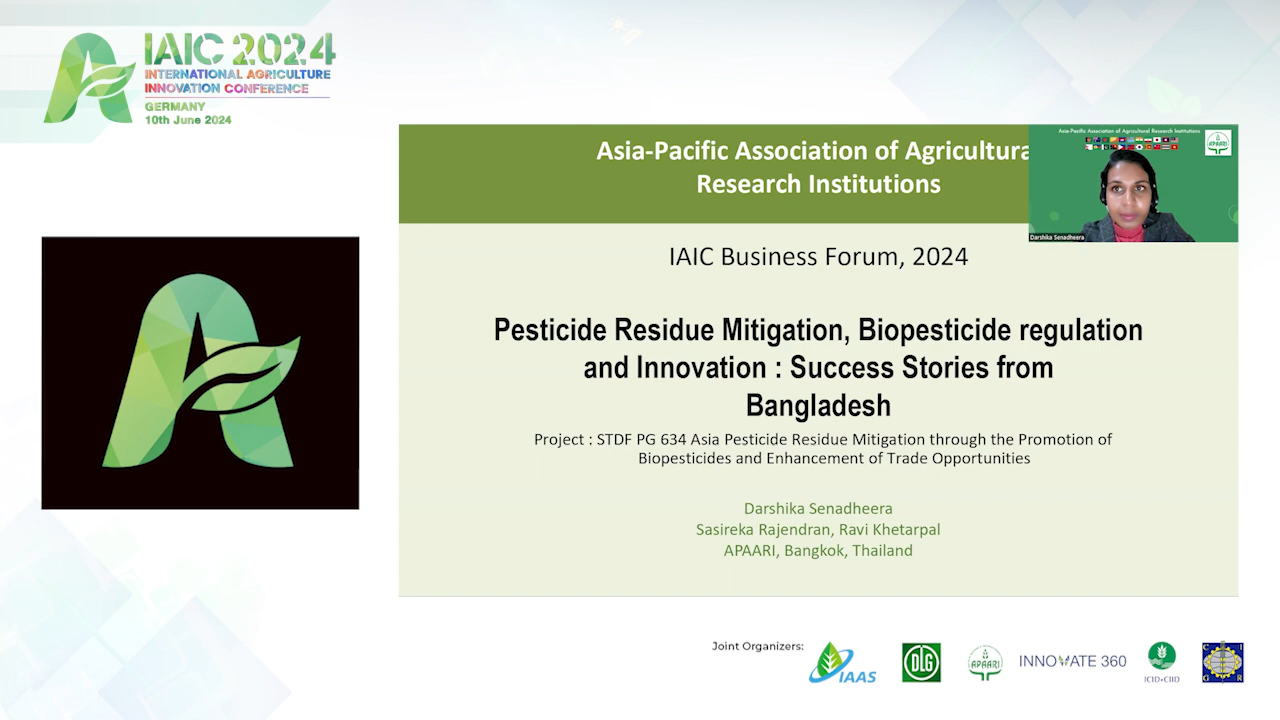 IAIC 2024
INTERNATIONAL AGRICULTURE
INNOVATION CONFERENCE
GERMANY
10th June 2024
Asia-Pacific Association of Agricultura
Research Institutions
Asia-Pacific Association of Agricultural Research Institutions
APAARI
Darshika Senadheera
IAIC Business Forum, 2024
Pesticide Residue Mitigation, Biopesticide regulation
and Innovation : Success Stories from
Bangladesh
Project : STDF PG 634 Asia Pesticide Residue Mitigation through the Promotion of
Biopesticides and Enhancement of Trade Opportunities
Darshika Senadheera
Sasireka Rajendran, Ravi Khetarpal
APAARI, Bangkok, Thailand
Joint Organizers:
IAAS
DLG
APAARI
INNOVATE 360
ICID•CIID
C I
G R